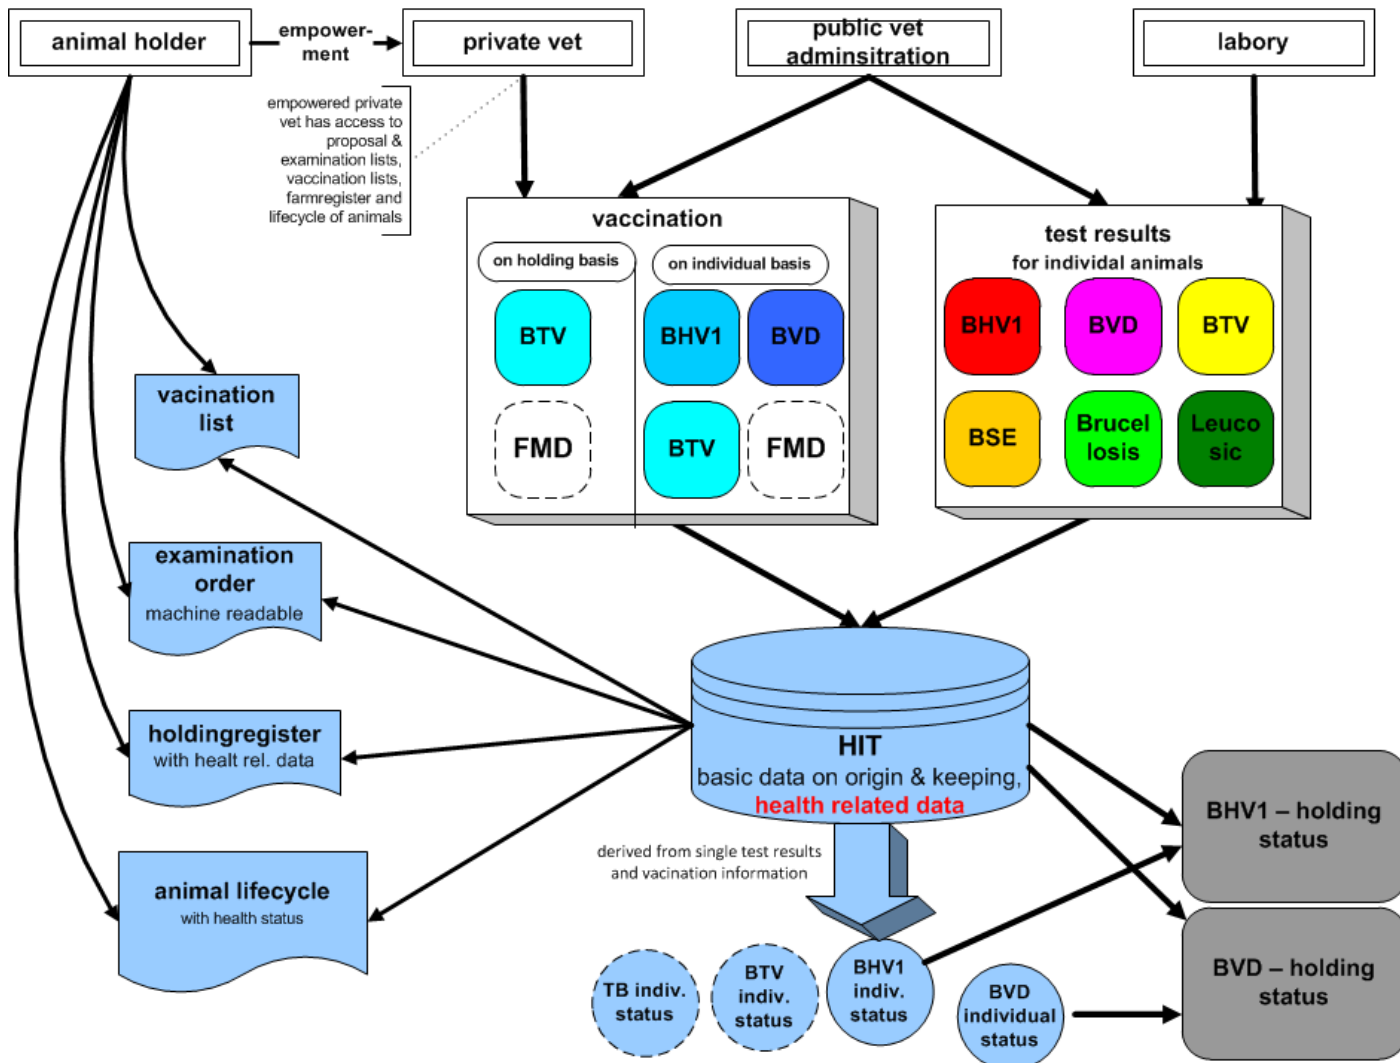 animal holder
empower-
ment
private vet
public vet
adminsitration
labory
empowered private
vet has access to
proposal &
examination lists,
vaccination lists,
farmregister and
lifecycle of animals
vaccination
on holding basis
on individual basis
BTV
BHV1
BVD
FMD
BTV
FMD
test results
for individal animals
BHV1
BVD
BTV
BSE
Brucel
losis
Leuco
sic
vacination
list
examination
order
machine readable
holdingregister
with healt rel. data
animal lifecycle
with health status
HIT
basic data on origin & keeping,
health related data
derived from single test results
and vacination information
TB indiv.
status
BTV
indiv.
status
BHV1
indiv.
status
BVD
individual
status
BHV1 – holding
status
BVD – holding
status